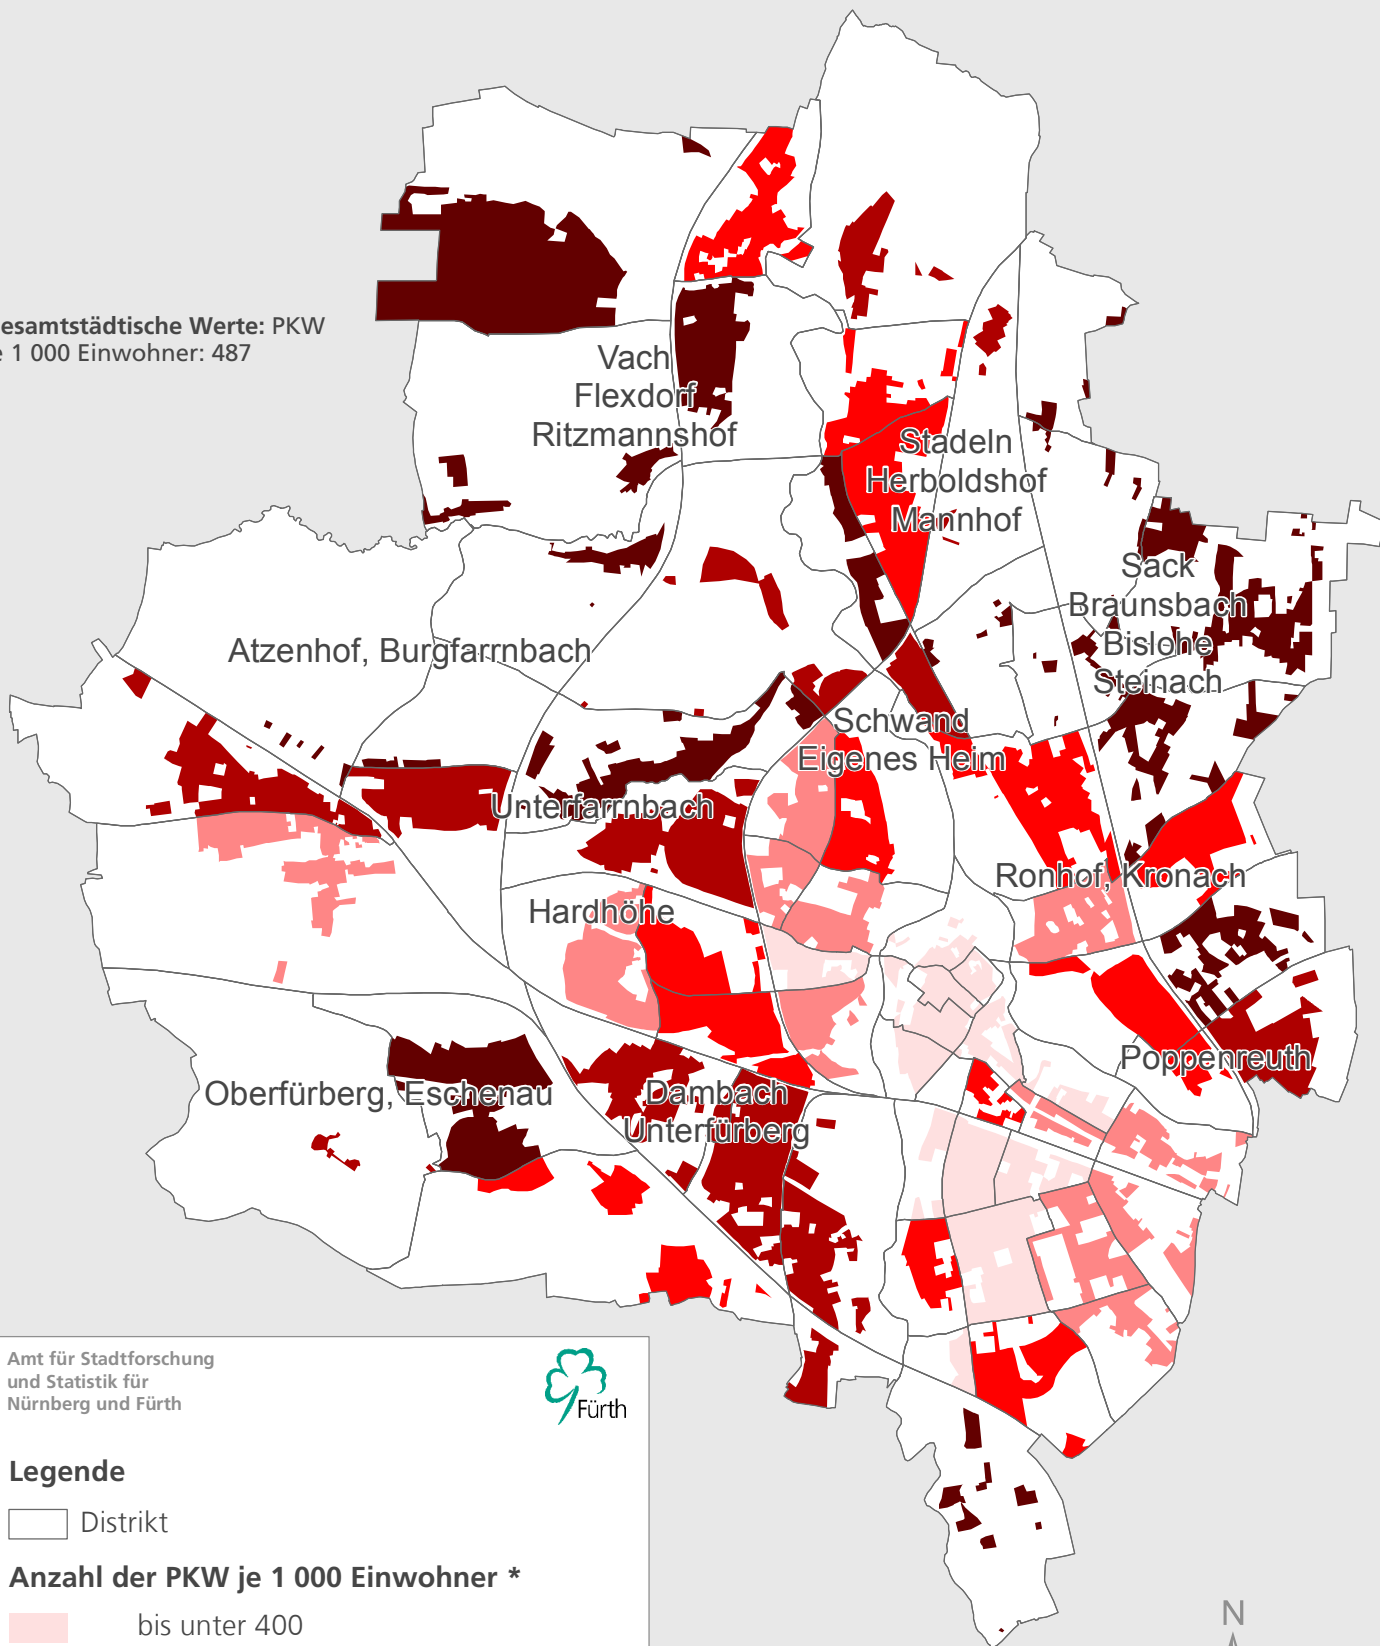 esamtstädtische Werte: PKW
e 1 000 Einwohner: 487
Vach
Flexdorf
Ritzmannshof
Stadeln
Herboldshof
Mannhof
Sack
Braunsbach
Bislohe
Steinach
Atzenhof, Burgfarrnbach
Schwand
Eigenes Heim
Unterfarrnbach
Ronhof, Kronach
Hardhöhe
Poppenreuth
Oberfürberg, Eschenau
Dambach
Unterfürberg
Amt für Stadtforschung
und Statistik für
Nürnberg und Fürth
Fürth
Legende
Distrikt
Anzahl der PKW je 1 000 Einwohner *
bis unter 400
N